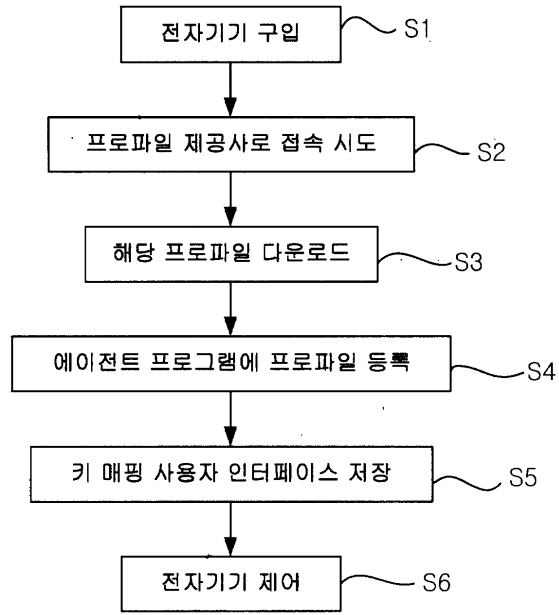 전자기기 구입
S1
프로파일 제공사로 접속 시도
S2
해당 프로파일 다운로드
S3
에이전트 프로그램에 프로파일 등록
S4
키 매핑 사용자 인터페이스 저장
S5
전자기기 제어
S6